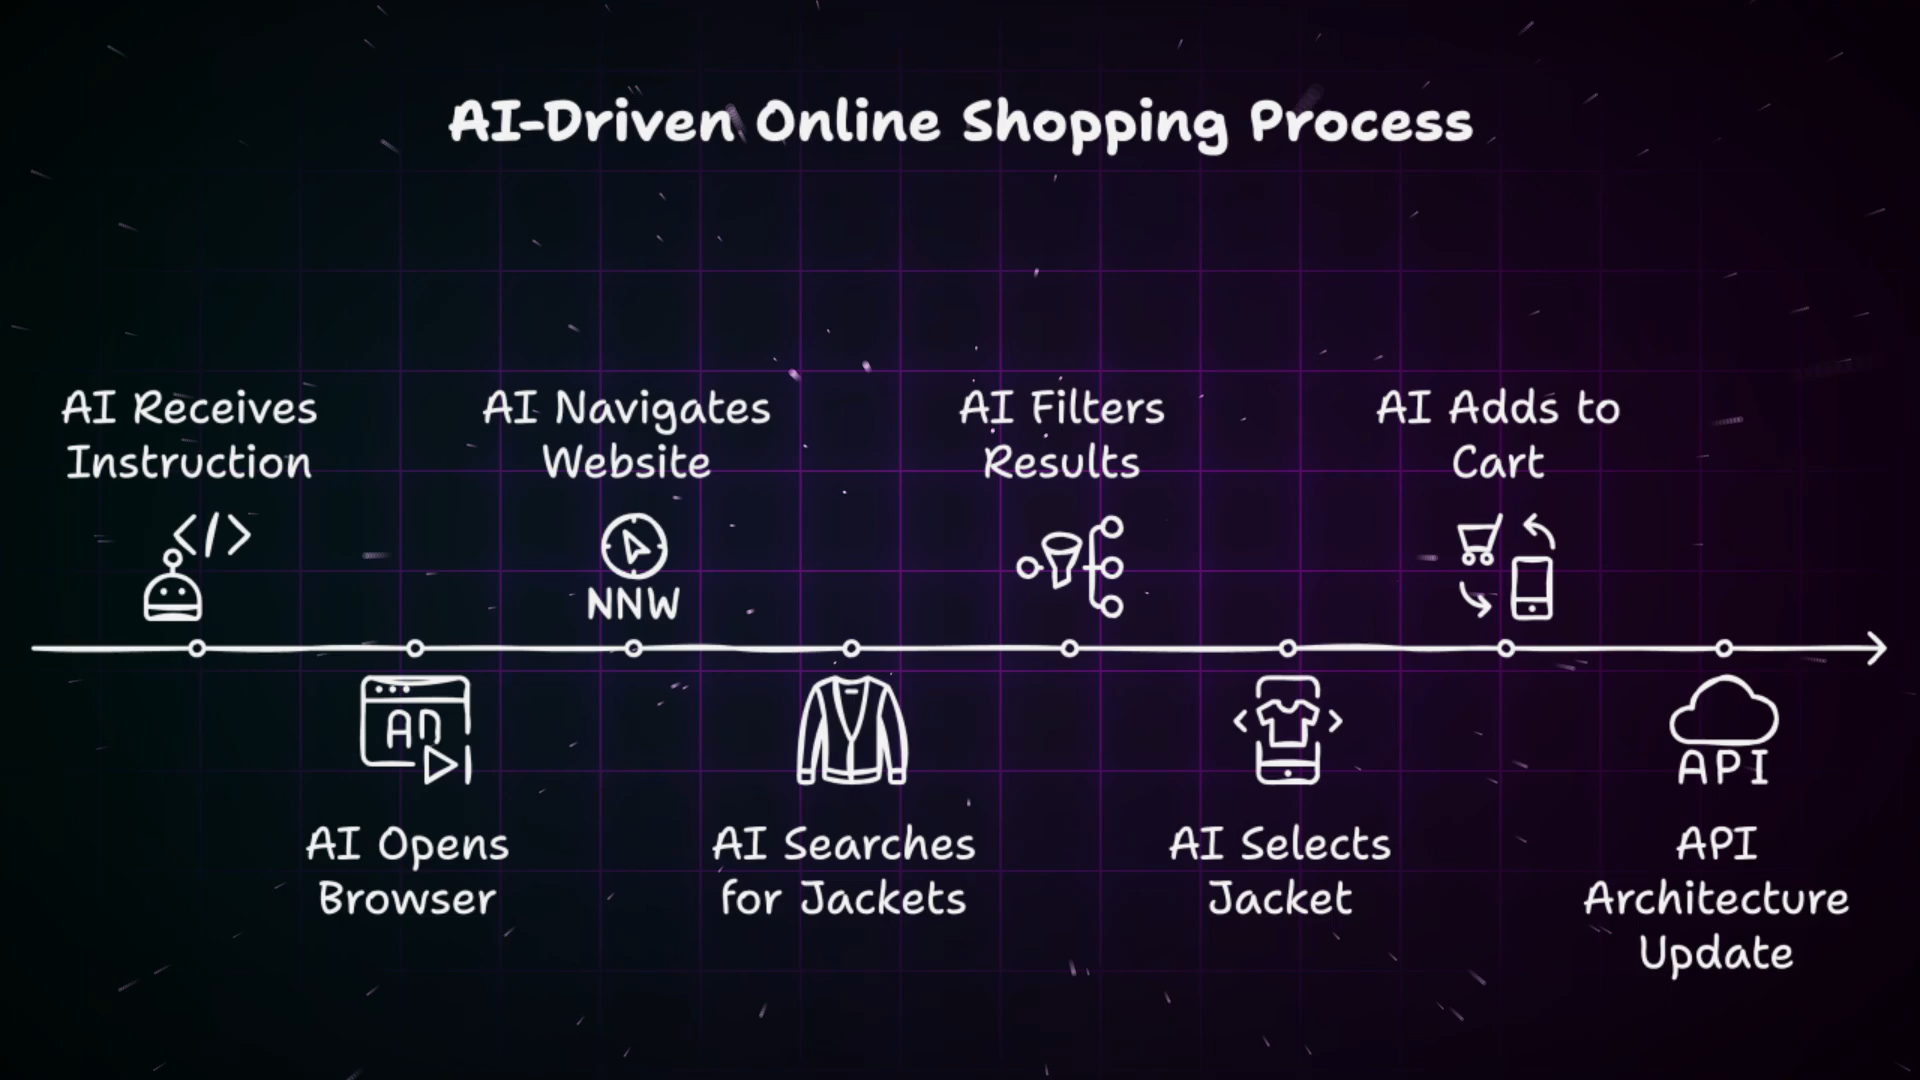 AI-Driven Online Shopping Process
AI Receives
Instruction
</>
AI Opens
Browser
AD
AI Navigates
Website
NNW
AI Searches
for Jackets
AI Filters
Results
AI Selects
Jacket
AI Adds to
Cart
API
API
Architecture
Update